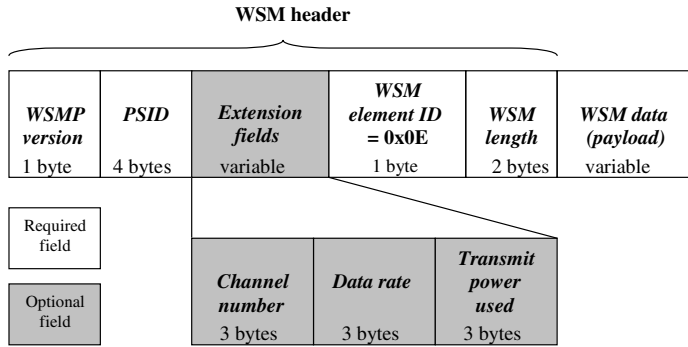 WSM header
WSMP version
1 byte
PSID
4 bytes
Extension fields
variable
WSM element ID = 0x0E
1 byte
WSM length
2 bytes
WSM data (payload)
variable
Required field
Optional field
Channel number
3 bytes
Data rate
3 bytes
Transmit power used
3 bytes